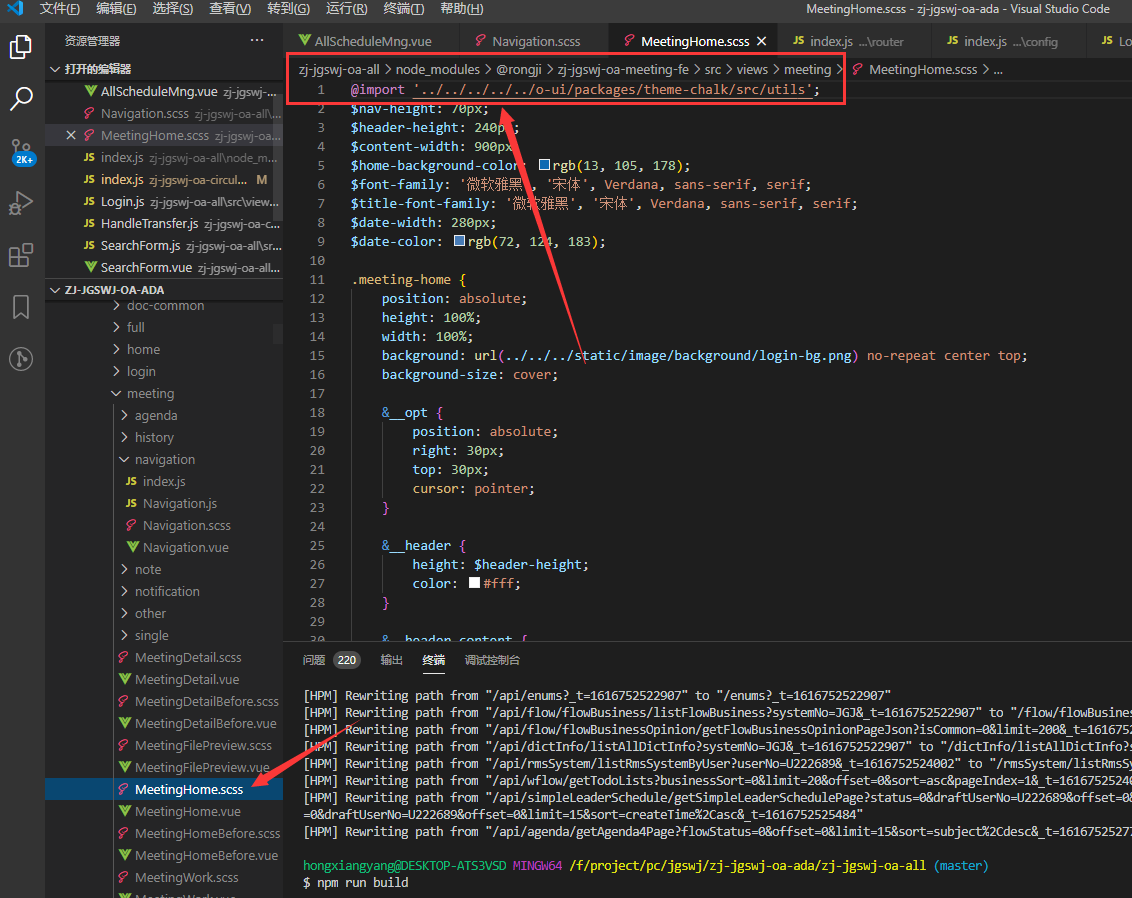 文件(F) 编辑(E) 选择(S) 查看(V) 转到(G) 运行(R) 终端(T) 帮助(H) MeetingHome.scss - zj-jgswj-oa-ada - Visual Studio Code
资源管理器 ···
打开的编辑器
AllScheduleMng.vue zj-jgswj-...
Navigation.scss zj-jgswj-oa-all\...
MeetingHome.scss zj-jgswj-oa...
index.js zj-jgswj-oa-all\node_m...
index.js zj-jgswj-oa-circul... M
Login.js zj-jgswj-oa-all\src\view...
HandleTransfer.js zj-jgswj-oa-c...
SearchForm.js zj-jgswj-oa-all\sr...
SearchForm.vue zj-jgswj-oa-all...
2K+
ZJ-JGSWJ-OA-ADA
doc-common
full
home
login
meeting
agenda
history
navigation
JS index.js
JS Navigation.js
Navigation.scss
Navigation.vue
note
notification
other
single
MeetingDetail.scss
MeetingDetail.vue
MeetingDetailBefore.scss
MeetingDetailBefore.vue
MeetingFilePreview.scss
MeetingFilePreview.vue
MeetingHome.scss
MeetingHome.vue
MeetingHomeBefore.scss
MeetingHomeBefore.vue
MeetingWork.scss
AllScheduleMng.vue Navigation.scss MeetingHome.scss JS index.js ...\router JS index.js ...\config JS Lo
zj-jgswj-oa-all > node_modules > @rongji > zj-jgswj-oa-meeting-fe > src > views > meeting > MeetingHome.scss > ...
1 @import '../../../../../o-ui/packages/theme-chalk/src/utils';
2 $nav-height: 70px;
3 $header-height: 240px;
4 $content-width: 900px
5 $home-background-color: rgb(13, 105, 178);
6 $font-family: '微软雅黑', '宋体', Verdana, sans-serif, serif;
7 $title-font-family: '微软雅黑', '宋体', Verdana, sans-serif, serif;
8 $date-width: 280px;
9 $date-color: rgb(72, 124, 183);
10
11 .meeting-home {
12 position: absolute;
13 height: 100%;
14 width: 100%;
15 background: url(../../../static/image/background/login-bg.png) no-repeat center top;
16 background-size: cover;
17
18 &__opt {
19 position: absolute;
20 right: 30px;
21 top: 30px;
22 cursor: pointer;
23 }
24
25 &__header {
26 height: $header-height;
27 color: #fff;
28 }
29
30 &__header_content {
问题 220 输出 终端 调试控制台
[HPM] Rewriting path from "/api/enums?_t=1616752522907" to "/enums?_t=1616752522907"
[HPM] Rewriting path from "/api/flow/flowBusiness/listFlowBusiness?systemNo=JGJ&_t=1616752522907" to "/flow/flowBusines
[HPM] Rewriting path from "/api/flowBusinessOpinion/getFlowBusinessOpinionPageJson?isCommon=0&limit=200&_t=161675252
[HPM] Rewriting path from "/api/dictInfo/listAllDictInfo?systemNo=JGJ&_t=1616752522907" to "/dictInfo/listAllDictInfo?s
[HPM] Rewriting path from "/api/rmsSystem/listRmsSystemByUser?userNo=U222689&_t=1616752524002" to "/rmsSystem/listRmsSy
[HPM] Rewriting path from "/api/wflow/getTodoLists?businessSort=0&limit=20&offset=0&sort=asc&pageIndex=1&_t=16167525240
[HPM] Rewriting path from "/api/simpleLeaderSchedule/getSimpleLeaderSchedulePage?status=0&draftUserNo=U222689&offset=0&
=0&draftUserNo=U222689&offset=0&limit=15&sort=createTime%2Casc&_t=1616752525484"
[HPM] Rewriting path from "/api/agenda/getAgenda4Page?flowStatus=0&offset=0&limit=15&sort=subject%2Cdesc&_t=16167525277
hongxiangyang@DESKTOP-ATS3VSD MINGW64 /f/project/pc/jgswj/zj-jgswj-oa-ada/zj-jgswj-oa-all (master)
$ npm run build